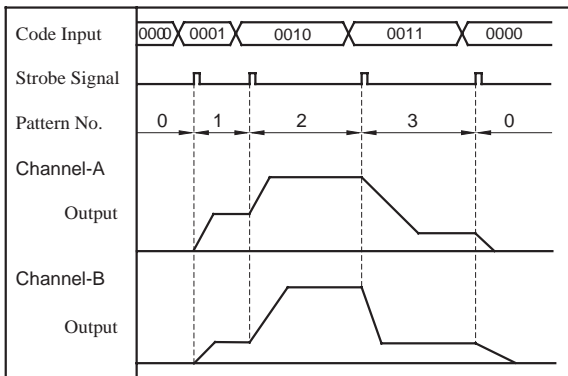 Code Input 0000 0001 0010 0011 0000
Strobe Signal
Pattern No. 0 1 2 3 0
Channel-A
Output
Channel-B
Output